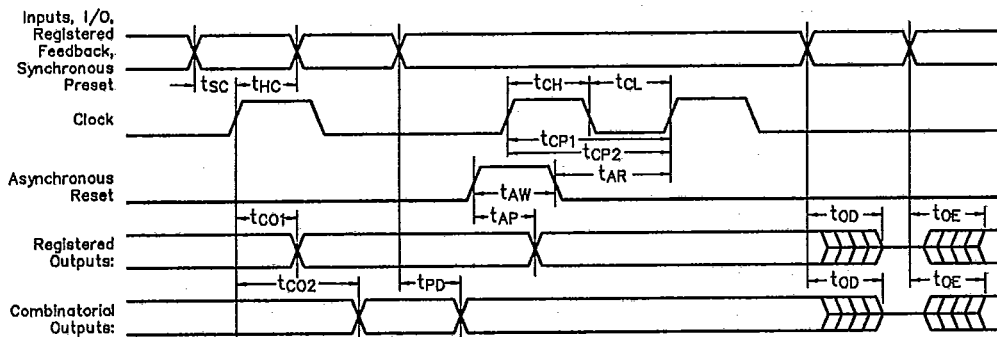 Inputs, I/O,
Registered
Feedback,
Synchronous
Preset
tSC
tHC
tCH
tCL
Clock
tCP1
tCP2
tAR
Asynchronous
Reset
tAW
tAP
tCO1
tOD
tOE
Registered
Outputs:
tCO2
tPD
tOD
tOE
Combinatorial
Outputs: